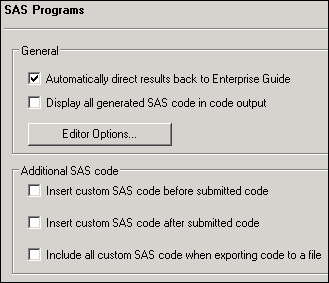 SAS Programs
General
Automatically direct results back to Enterprise Guide
Display all generated SAS code in code output
Editor Options...
Additional SAS code
Insert custom SAS code before submitted code
Insert custom SAS code after submitted code
Include all custom SAS code when exporting code to a file